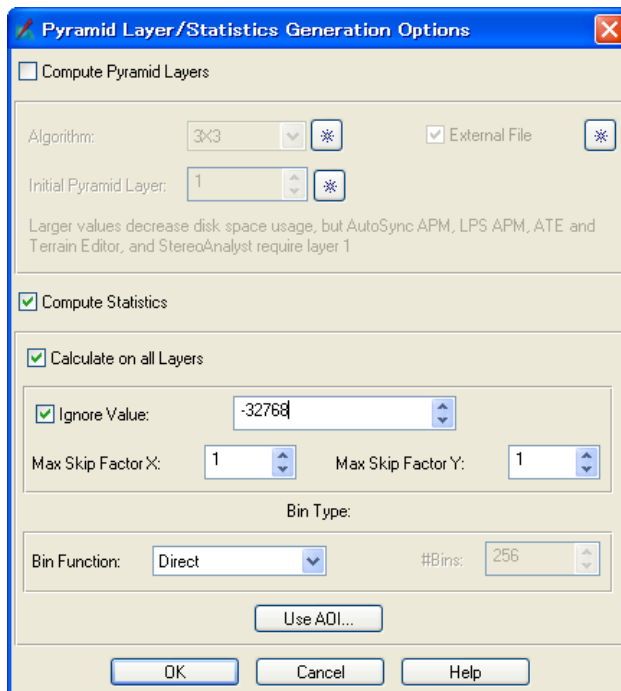 Pyramid Layer/Statistics Generation Options
Compute Pyramid Layers
Algorithm: 3X3 External File
Initial Pyramid Layer: 1
Larger values decrease disk space usage, but AutoSync APM, LPS APM, ATE and
Terrain Editor, and StereoAnalyst require layer 1
Compute Statistics
Calculate on all Layers
Ignore Value: -32768
Max Skip Factor X: 1 Max Skip Factor Y: 1
Bin Type:
Bin Function: Direct #Bins: 256
Use AOI...
OK Cancel Help